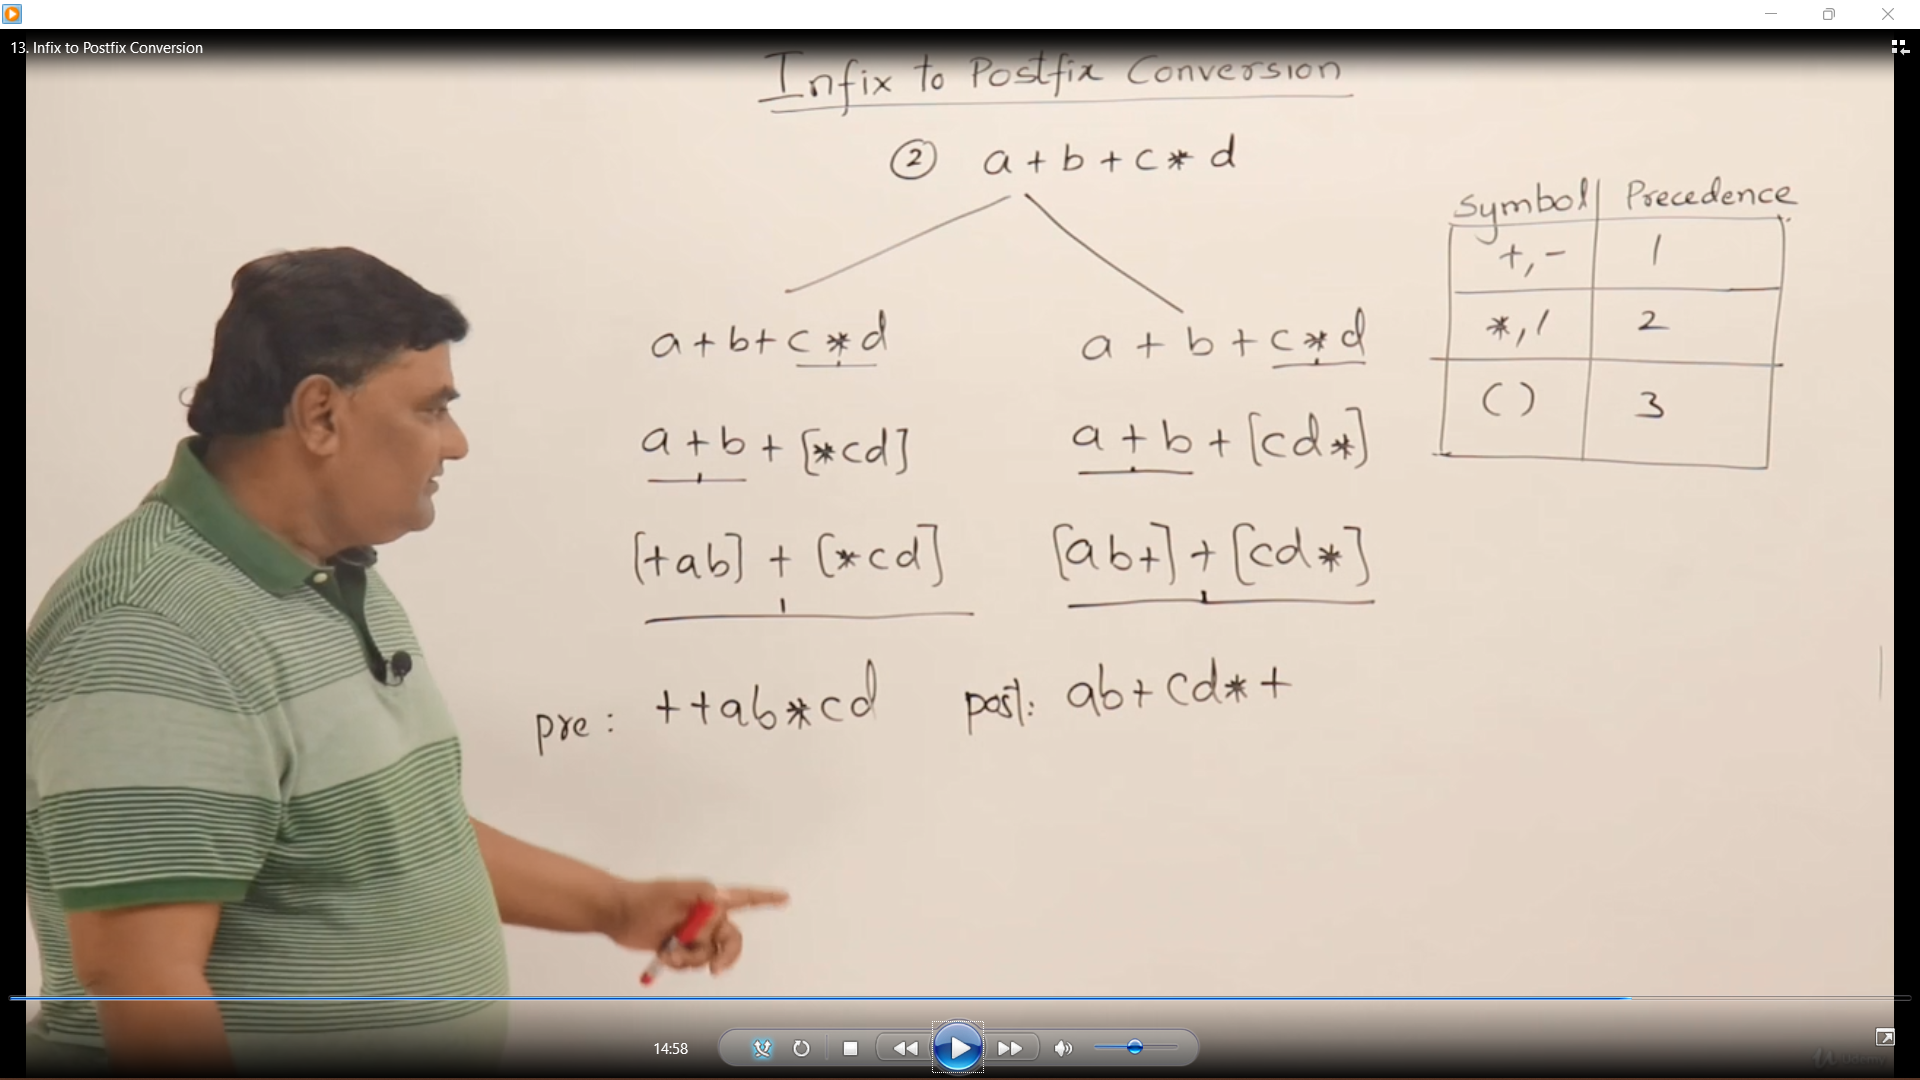 13. Infix to Postfix Conversion
Infix to Postfix Conversion
② a + b + c * d
Symbol Precedence
+, - 1
*, / 2
( ) 3
a + b + c * d
a + b + [*cd]
[+ab] + [*cd]
pre : ++ab*cd
a + b + c * d
a + b + [cd*]
[ab+] + [cd*]
post: ab+cd*+
14:58
Udemy